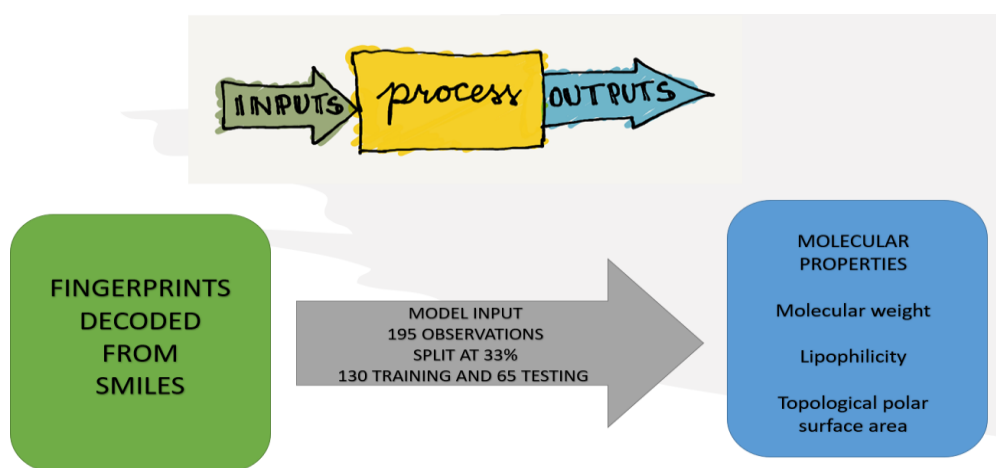 INPUTS
process
OUTPUTS
FINGERPRINTS
DECODED
FROM
SMILES
MODEL INPUT
195 OBSERVATIONS
SPLIT AT 33%
130 TRAINING AND 65 TESTING
MOLECULAR
PROPERTIES
Molecular weight
Lipophilicity
Topological polar
surface area